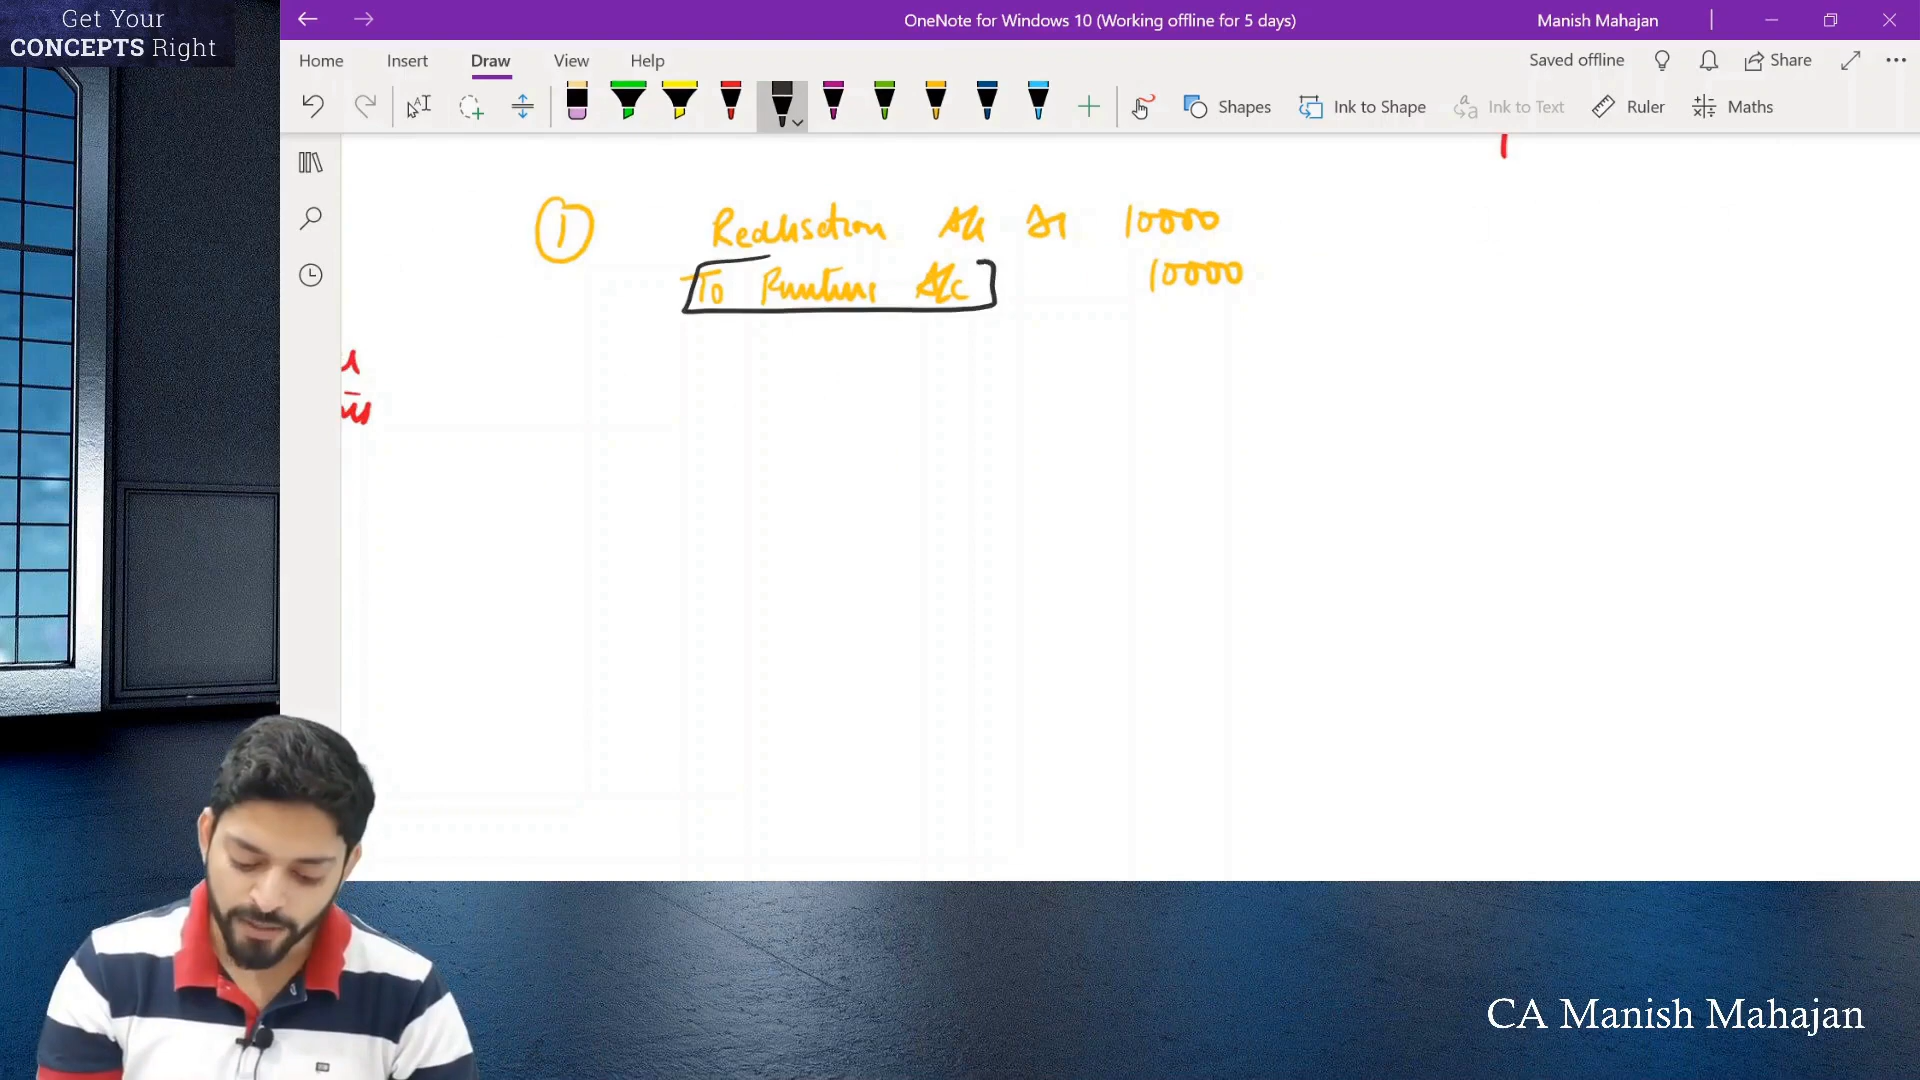 Get Your
CONCEPTS Right
OneNote for Windows 10 (Working offline for 5 days)
Manish Mahajan
Home Insert Draw View Help
Saved offline Share
Shapes Ink to Shape Ink to Text Ruler Maths
① Realisation A/c Dr 10000
To Furniture A/c 10000
CA Manish Mahajan